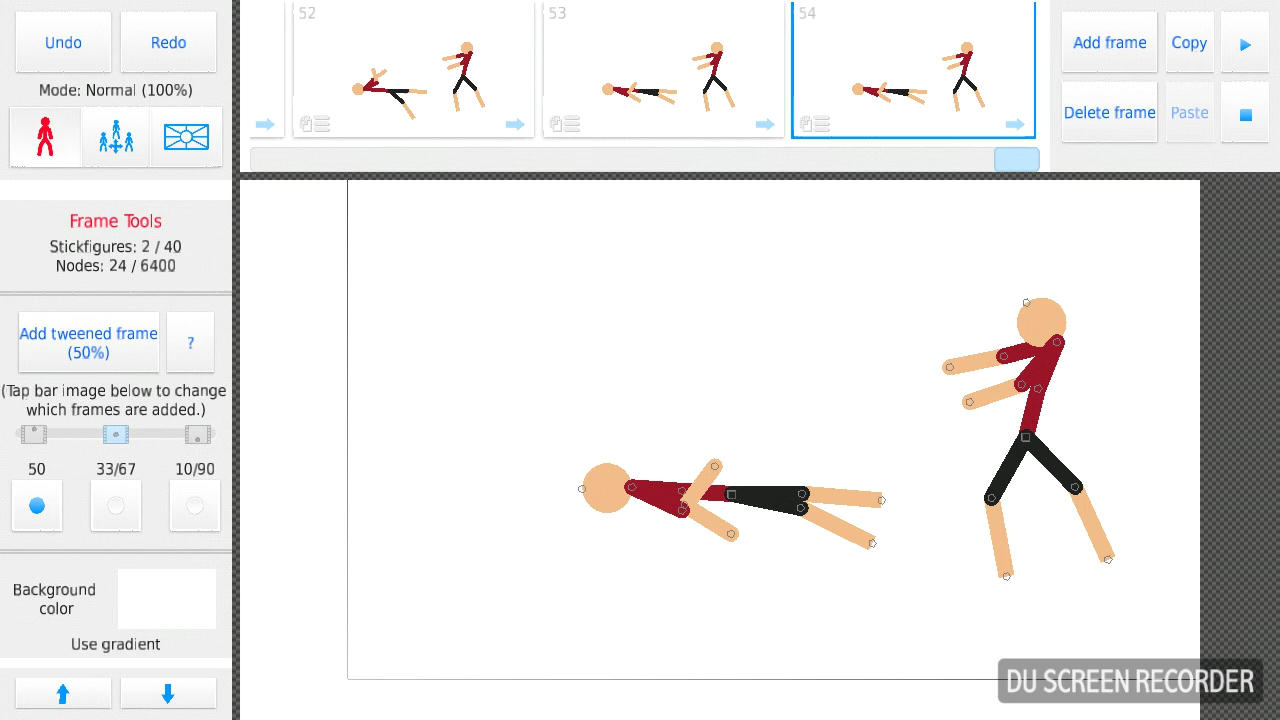 Undo
Redo
Mode: Normal (100%)
52
53
54
Add frame
Copy
Delete frame
Paste
Frame Tools
Stickfigures: 2 / 40
Nodes: 24 / 6400
Add tweened frame
(50%)
?
(Tap bar image below to change
which frames are added.)
50
33/67
10/90
Background
color
Use gradient
DU SCREEN RECORDER